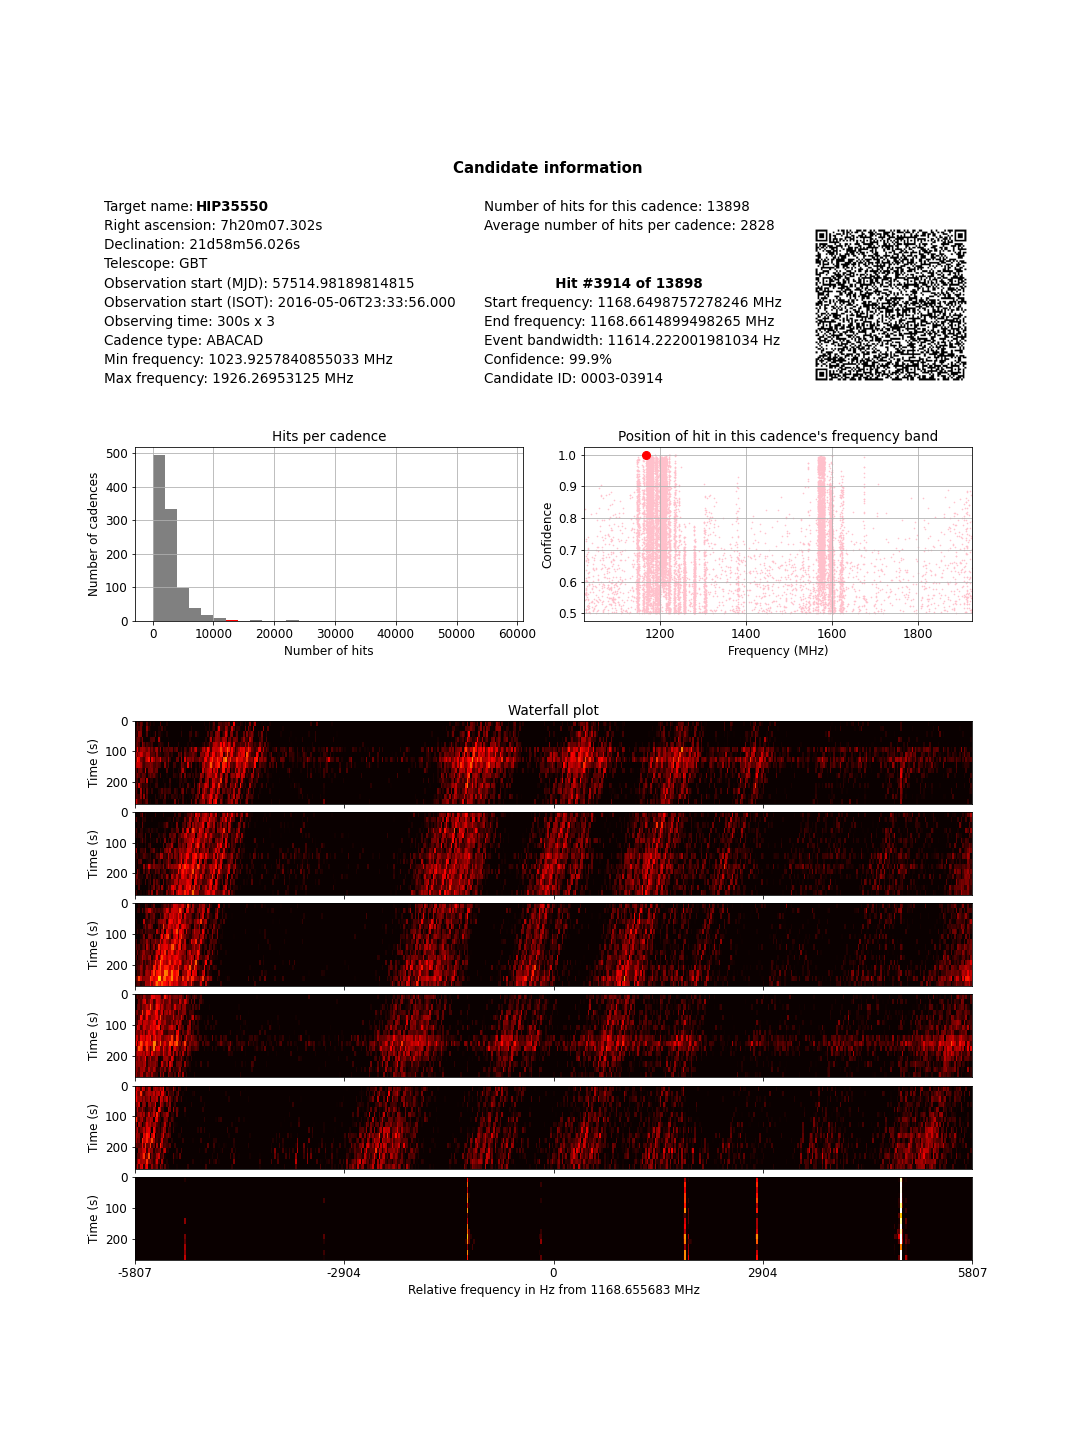 Candidate information
Target name: HIP35550
Right ascension: 7h20m07.302s
Declination: 21d58m56.026s
Telescope: GBT
Observation start (MJD): 57514.98189814815
Observation start (ISOT): 2016-05-06T23:33:56.000
Observing time: 300s x 3
Cadence type: ABACAD
Min frequency: 1023.9257840855033 MHz
Max frequency: 1926.26953125 MHz
Number of hits for this cadence: 13898
Average number of hits per cadence: 2828
Hit #3914 of 13898
Start frequency: 1168.6498757278246 MHz
End frequency: 1168.6614899498265 MHz
Event bandwidth: 11614.222001981034 Hz
Confidence: 99.9%
Candidate ID: 0003-03914
Hits per cadence
Number of cadences
500
400
300
200
100
0
0 10000 20000 30000 40000 50000 60000
Number of hits
Position of hit in this cadence's frequency band
Confidence
1.0
0.9
0.8
0.7
0.6
0.5
1200 1400 1600 1800
Frequency (MHz)
Waterfall plot
Time (s)
0
100
200
Time (s)
0
100
200
Time (s)
0
100
200
Time (s)
0
100
200
Time (s)
0
100
200
Time (s)
0
100
200
-5807 -2904 0 2904 5807
Relative frequency in Hz from 1168.655683 MHz